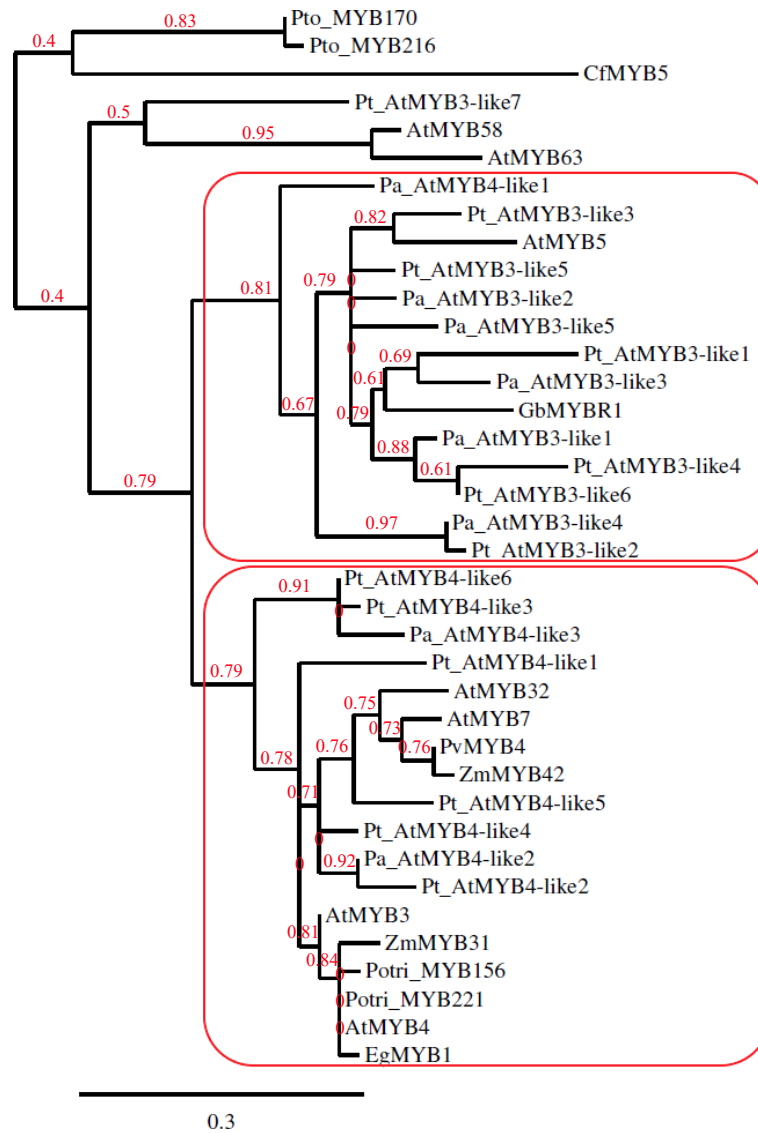 0.83
Pto_MYB170
0.4
Pto_MYB216
CfMYB5
0.5
Pt_AtMYB3-like7
0.95
AtMYB58
AtMYB63
Pa_AtMYB4-like1
0.82
Pt_AtMYB3-like3
AtMYB5
0.4
0.81
0.79
0
Pt_AtMYB3-like5
0
Pa_AtMYB3-like2
Pa_AtMYB3-like5
0
0.69
Pt_AtMYB3-like1
0.61
Pa_AtMYB3-like3
0.67
0.79
GbMYBR1
0.88
Pa_AtMYB3-like1
0.61
Pt_AtMYB3-like4
0.79
Pt_AtMYB3-like6
0.97
Pa_AtMYB3-like4
Pt_AtMYB3-like2
0.91
Pt_AtMYB4-like6
0
Pt_AtMYB4-like3
Pa_AtMYB4-like3
0.79
Pt_AtMYB4-like1
0.75
AtMYB32
0.73
AtMYB7
0.78
0.76
0.76
PvMYB4
ZmMYB42
0.71
Pt_AtMYB4-like5
0
Pt_AtMYB4-like4
0
0.92
Pa_AtMYB4-like2
Pt_AtMYB4-like2
AtMYB3
0.81
ZmMYB31
0.84
0
Potri_MYB156
0
Potri_MYB221
0
AtMYB4
EgMYB1
0.3